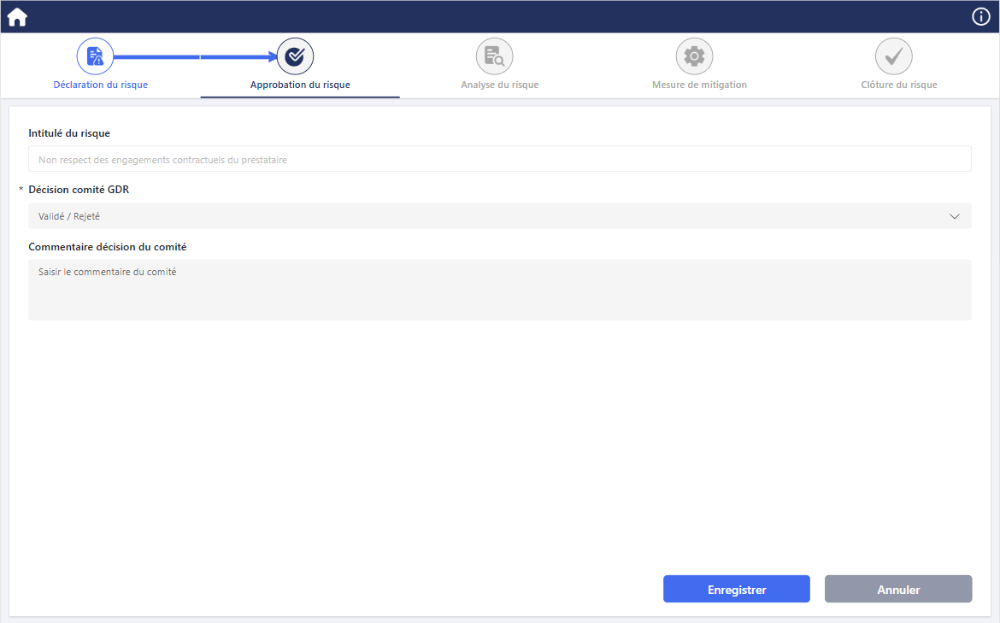 Déclaration du risque
Approbation du risque
Analyse du risque
Mesure de mitigation
Clôture du risque
Intitulé du risque
Non respect des engagements contractuels du prestataire
* Décision comité GDR
Validé / Rejeté
Commentaire décision du comité
Saisir le commentaire du comité
Enregistrer
Annuler